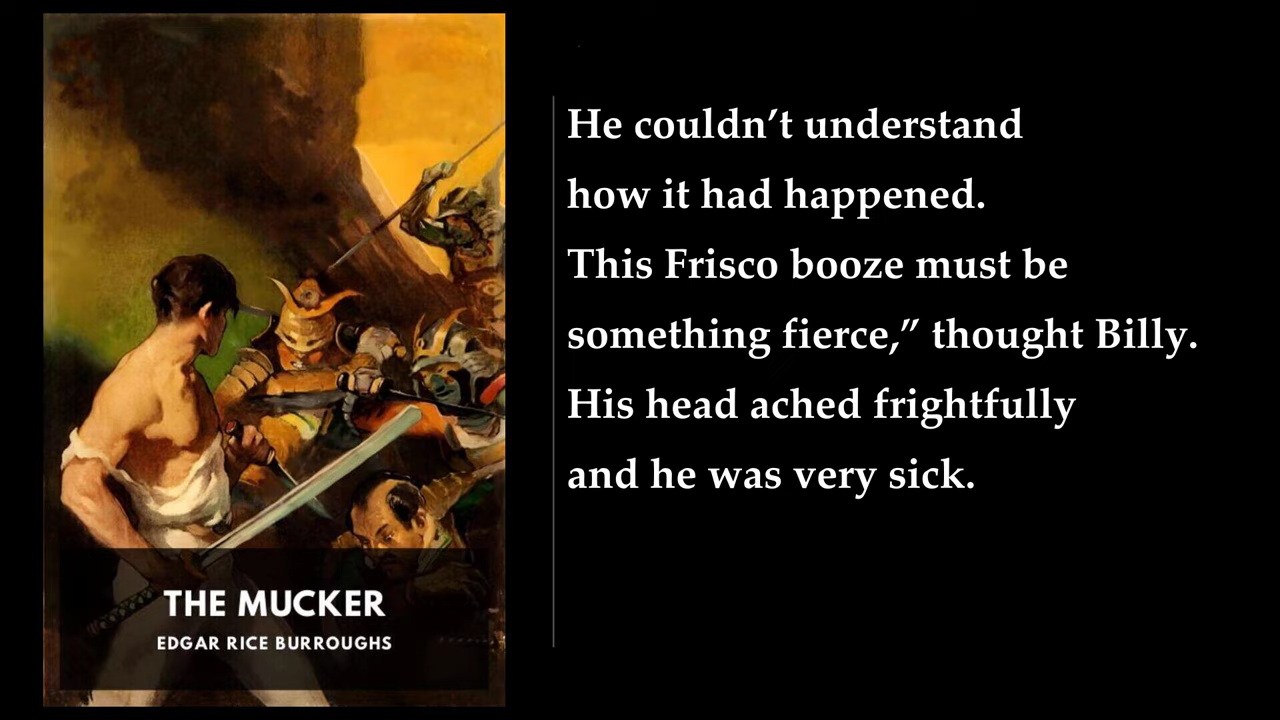 He couldn’t understand
how it had happened.
This Frisco booze must be
something fierce,” thought Billy.
His head ached frightfully
and he was very sick.
THE MUCKER
EDGAR RICE BURROUGHS